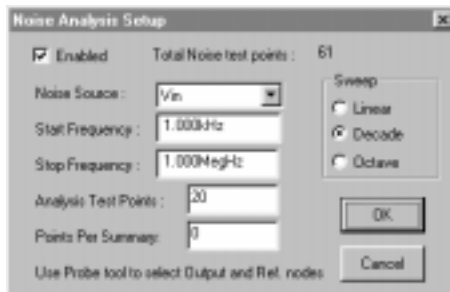 Noise Analysis Setup
Enabled
Total Noise test points : 61
Noise Source : Vin
Start Frequency : 1.000kHz
Stop Frequency : 1.000MegHz
Analysis Test Points : 20
Points Per Summary: 0
Use Probe tool to select Output and Ref. nodes
Sweep
Linear
Decade
Octave
OK
Cancel